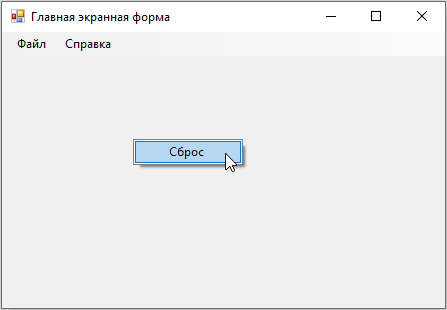 Главная экранная форма
Файл Справка
Сброс